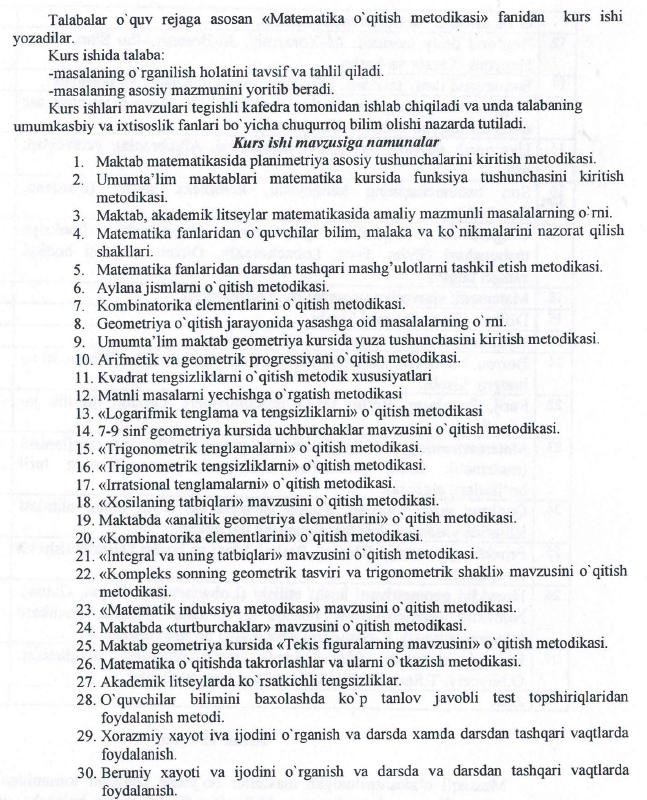 Talabalar o`quv rejaga asosan «Matematika o`qitish metodikasi» fanidan kurs ishi
yozadilar.
Kurs ishida talaba:
-masalaning o`rganilish holatini tavsif va tahlil qiladi.
-masalaning asosiy mazmunini yoritib beradi.
Kurs ishlari mavzulari tegishli kafedra tomonidan ishlab chiqiladi va unda talabaning
umumkasbiy va ixtisoslik fanlari bo`yicha chuqurroq bilim olishi nazarda tutiladi.
Kurs ishi mavzusiga namunalar
1. Maktab matematikasida planimetriya asosiy tushunchalarini kiritish metodikasi.
2. Umumta’lim maktablari matematika kursida funksiya tushunchasini kiritish
metodikasi.
3. Maktab, akademik litseylar matematikasida amaliy mazmunli masalalarning o`rni.
4. Matematika fanlaridan o`quvchilar bilim, malaka va ko`nikmalarini nazorat qilish
shakllari.
5. Matematika fanlaridan darsdan tashqari mashg’ulotlarni tashkil etish metodikasi.
6. Aylana jismlarni o`qitish metodikasi.
7. Kombinatorika elementlarini o`qitish metodikasi.
8. Geometriya o`qitish jarayonida yasashga oid masalalarning o`rni.
9. Umumta’lim maktab geometriya kursida yuza tushunchasini kiritish metodikasi.
10. Arifmetik va geometrik progressiyani o`qitish metodikasi.
11. Kvadrat tengsizliklarni o`qitish metodik xususiyatlari
12. Matnli masalarni yechishga o`rgatish metodikasi
13. «Logarifmik tenglama va tengsizliklarni» o`qitish metodikasi
14. 7-9 sinf geometriya kursida uchburchaklar mavzusini o`qitish metodikasi.
15. «Trigonometrik tenglamalarni» o`qitish metodikasi.
16. «Trigonometrik tengsizliklarni» o`qitish metodikasi.
17. «Irratsional tenglamalarni» o`qitish metodikasi.
18. «Xosilaning tatbiqlari» mavzusini o`qitish metodikasi.
19. Maktabda «analitik geometriya elementlarini» o`qitish metodikasi.
20. «Kombinatorika elementlari» o`qitish metodikasi.
21. «Integral va uning tatbiqlari» mavzusini o`qitish metodikasi.
22. «Kompleks sonning geometrik tasviri va trigonometrik shakli» mavzusini o`qitish
metodikasi.
23. «Matematik induksiya metodikasi» mavzusini o`qitish metodikasi.
24. Maktabda «turtburchaklar» mavzusini o`qitish metodikasi.
25. Maktab geometriya kursida «Tekis figuralarning mavzusini» o`qitish metodikasi.
26. Matematika o`qitishda takrorlashlar va ularni o`tkazish metodikasi.
27. Akademik litseylarda ko`rsatkichli tengsizliklar.
28. O`quvchilar bilimini baxolashda ko`p tanlov javobli test topshiriqlaridan
foydalanish metodi.
29. Xorazmiy xayot iva ijodini o`rganish va darsda xamda darsdan tashqari vaqtlarda
foydalanish.
30. Beruniy xayoti va ijodini o`rganish va darsda va darsdan tashqari vaqtlarda
foydalanish.